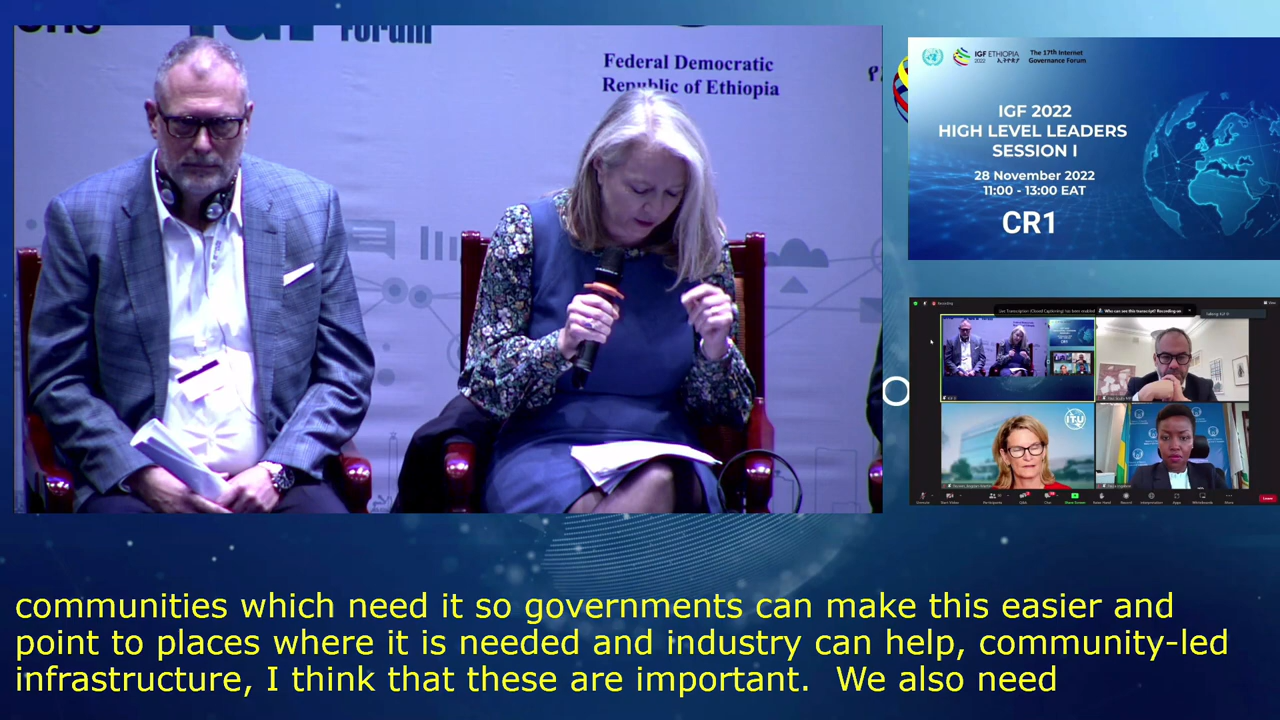 Forum
Federal Democratic
Republic of Ethiopia
IGF ETHIOPIA
2022 ኢትዮጵያ
The 17th Internet
Governance Forum
IGF 2022
HIGH LEVEL LEADERS
SESSION I
28 November 2022
11:00 - 13:00 EAT
CR1
ITU
communities which need it so governments can make this easier and
point to places where it is needed and industry can help, community-led
infrastructure, I think that these are important. We also need